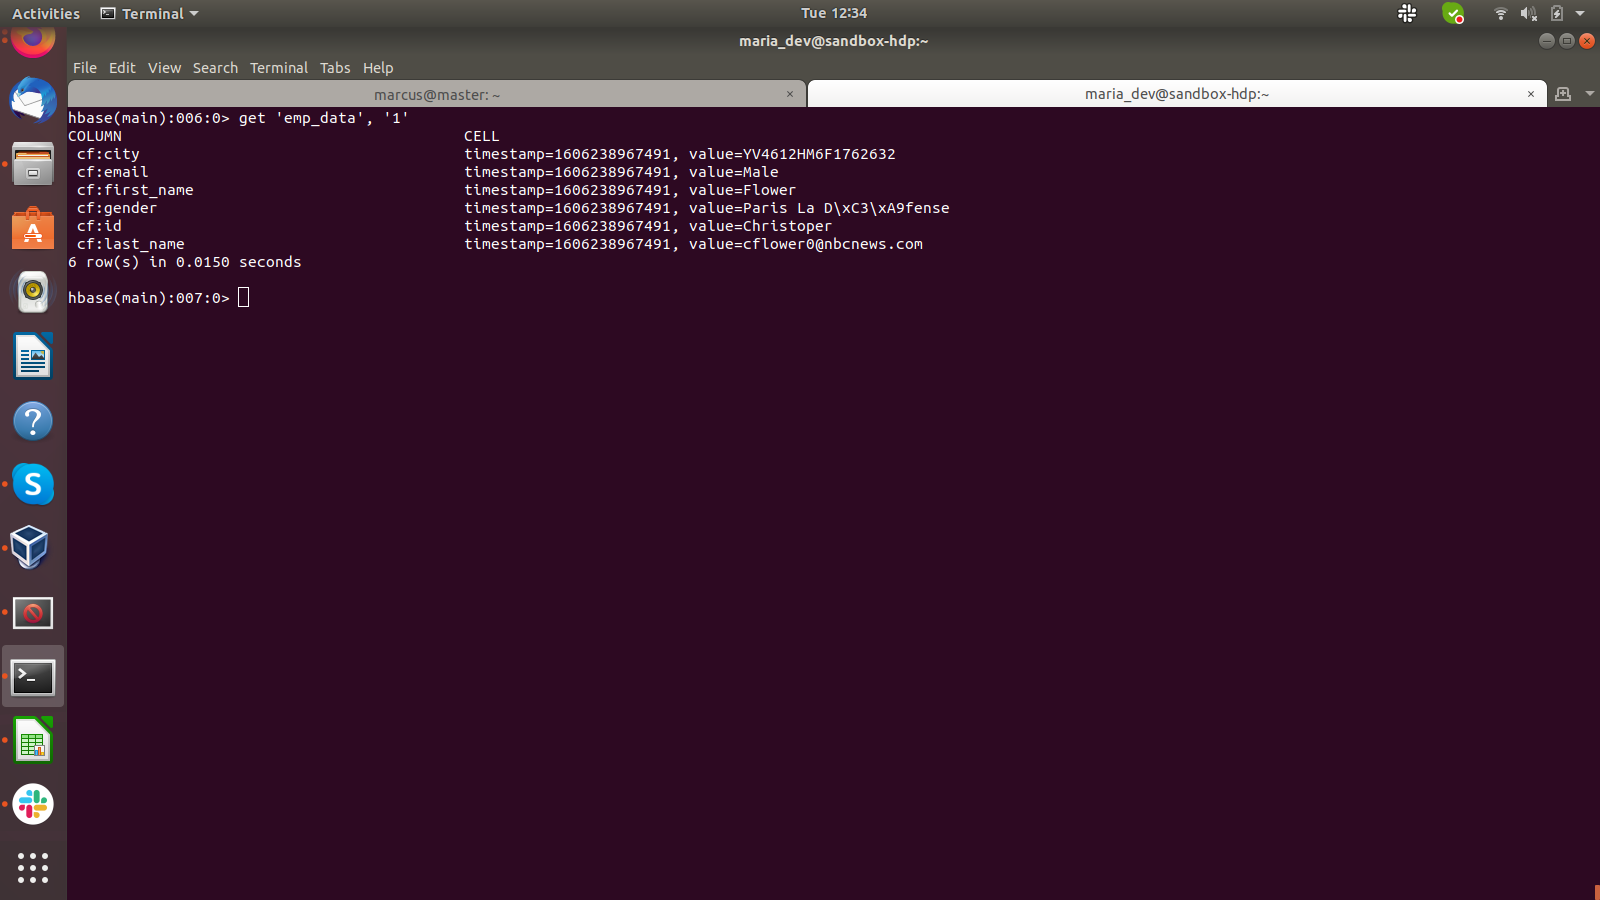 Activities Terminal Tue 12:34
maria_dev@sandbox-hdp:~
File Edit View Search Terminal Tabs Help
marcus@master: ~ × maria_dev@sandbox-hdp:~ ×
hbase(main):006:0> get 'emp_data', '1'
COLUMN CELL
cf:city timestamp=1606238967491, value=YV4612HM6F1762632
cf:email timestamp=1606238967491, value=Male
cf:first_name timestamp=1606238967491, value=Flower
cf:gender timestamp=1606238967491, value=Paris La D\xC3\xA9fense
cf:id timestamp=1606238967491, value=Christoper
cf:last_name timestamp=1606238967491, value=cflower0@nbcnews.com
6 row(s) in 0.0150 seconds
hbase(main):007:0>